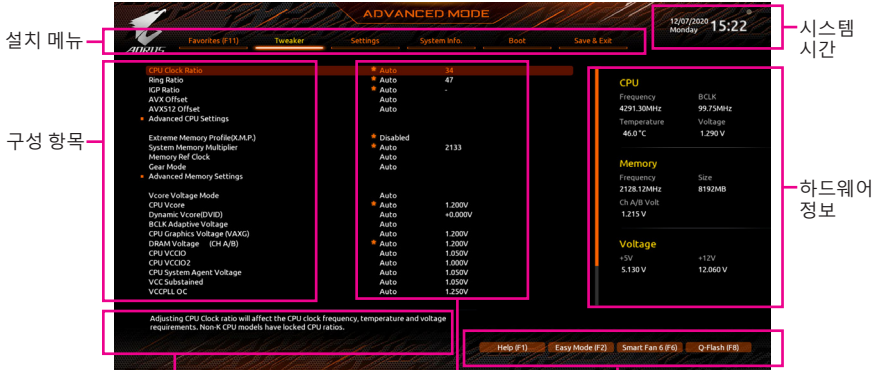 ADVANCED MODE
12/07/2020 Monday 15:22
시스템
시간
설치 메뉴
AORUS
Favorites (F11) Tweaker Settings System Info. Boot Save & Exit
구성 항목
CPU Clock Ratio * Auto 34
Ring Ratio * Auto 47
IGP Ratio * Auto -
AVX Offset Auto
AVX512 Offset Auto
Advanced CPU Settings
Extreme Memory Profile(X.M.P.) * Disabled
System Memory Multiplier * Auto 2133
Memory Ref Clock Auto
Gear Mode Auto
Advanced Memory Settings
Vcore Voltage Mode Auto
CPU Vcore * Auto 1.200V
Dynamic Vcore(DVID) Auto +0.000V
BCLK Adaptive Voltage Auto
CPU Graphics Voltage (VAXG) Auto 1.200V
DRAM Voltage (CH A/B) * Auto 1.200V
CPU VCCIO Auto 1.050V
CPU VCCIO2 Auto 1.000V
CPU System Agent Voltage Auto 1.050V
VCC Substained Auto 1.050V
VCCPLL OC Auto 1.250V
CPU
Frequency BCLK
4291.30MHz 99.75MHz
Temperature Voltage
46.0 °C 1.290 V
Memory
Frequency Size
2128.12MHz 8192MB
Ch A/B Volt
1.215 V
Voltage
+5V +12V
5.130 V 12.060 V
하드웨어
정보
Adjusting CPU Clock ratio will affect the CPU clock frequency, temperature and voltage
requirements. Non-K CPU models have locked CPU ratios.
Help (F1) Easy Mode (F2) Smart Fan 6 (F6) Q-Flash (F8)